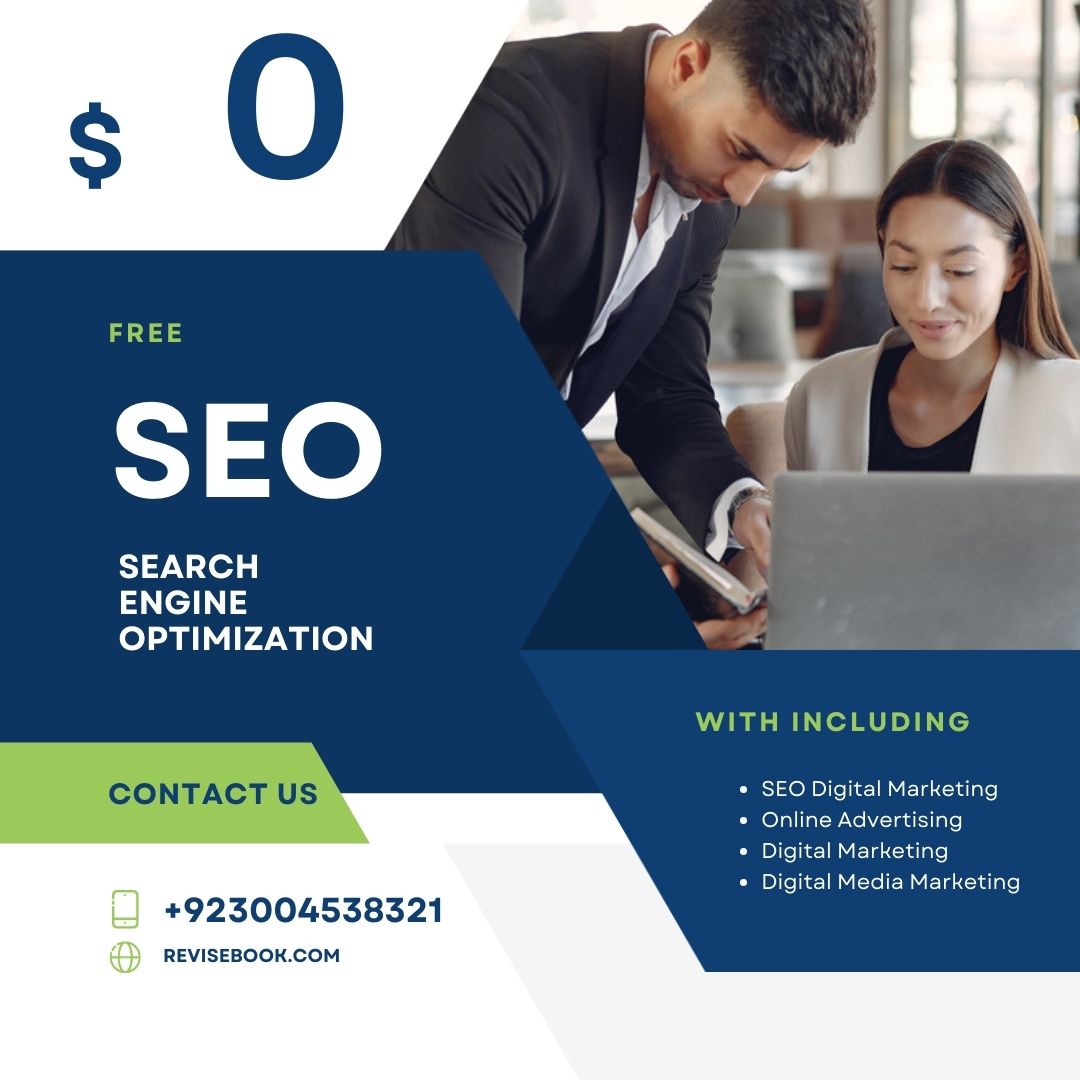 $ 0
FREE
SEO
SEARCH
ENGINE
OPTIMIZATION
CONTACT US
+923004538321
REVISEBOOK.COM
WITH INCLUDING
SEO Digital Marketing
Online Advertising
Digital Marketing
Digital Media Marketing